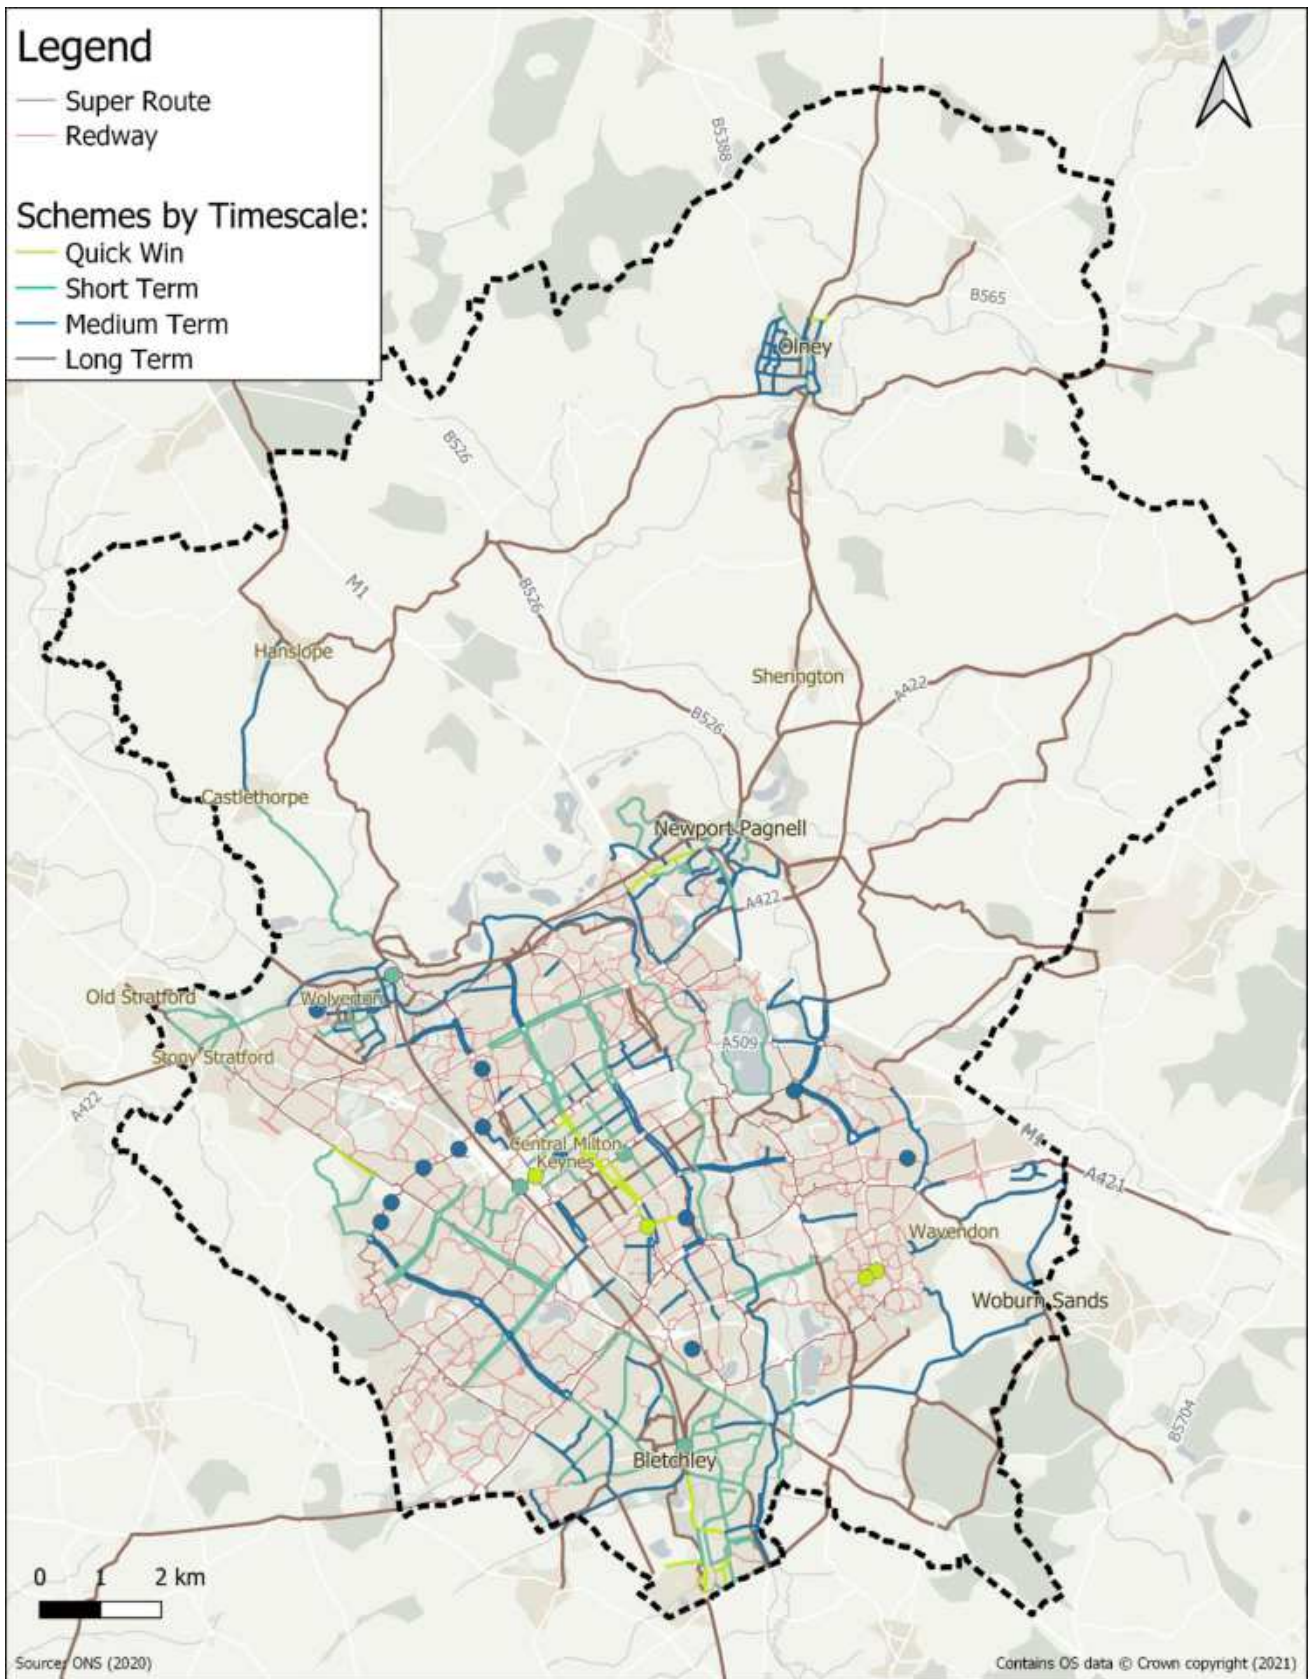 Legend
Super Route
Redway
Schemes by Timescale:
Quick Win
Short Term
Medium Term
Long Term
B5388
B565
Olney
B526
M1
B526
Hanslope
Sherington
A422
B526
Castlethorpe
Newport Pagnell
A422
Old Stratford
Wolverton
A509
Stony Stratford
A422
Central Milton
Keynes
M1
A421
Wavendon
Woburn Sands
B5704
Bletchley
0 1 2 km
Source: ONS (2020)
Contains OS data © Crown copyright (2021)